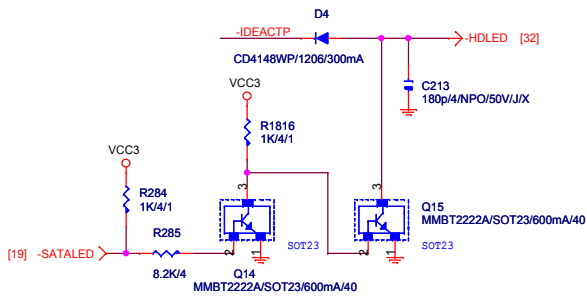 D4
-IDEACTP
-HDLED [32]
CD4148WP/1206/300mA
VCC3
C213
180p/4/NPO/50V/J/X
R1816
1K/4/1
VCC3
R284
1K/4/1
3
3
Q15
MMBT2222A/SOT23/600mA/40
R285
SOT23
SOT23
[19] -SATALED
2
1
2
1
8.2K/4
Q14
MMBT2222A/SOT23/600mA/40